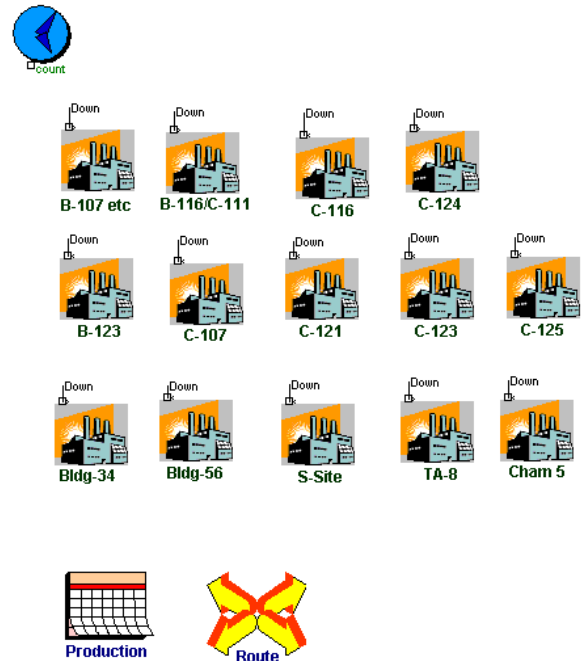 count
Down
Down
Down
Down
B-107 etc
B-116/C-111
C-116
C-124
Down
Down
Down
Down
Down
B-123
C-107
C-121
C-123
C-125
Down
Down
Down
Down
Down
Bldg-34
Bldg-56
S-Site
TA-8
Cham 5
Production
Route